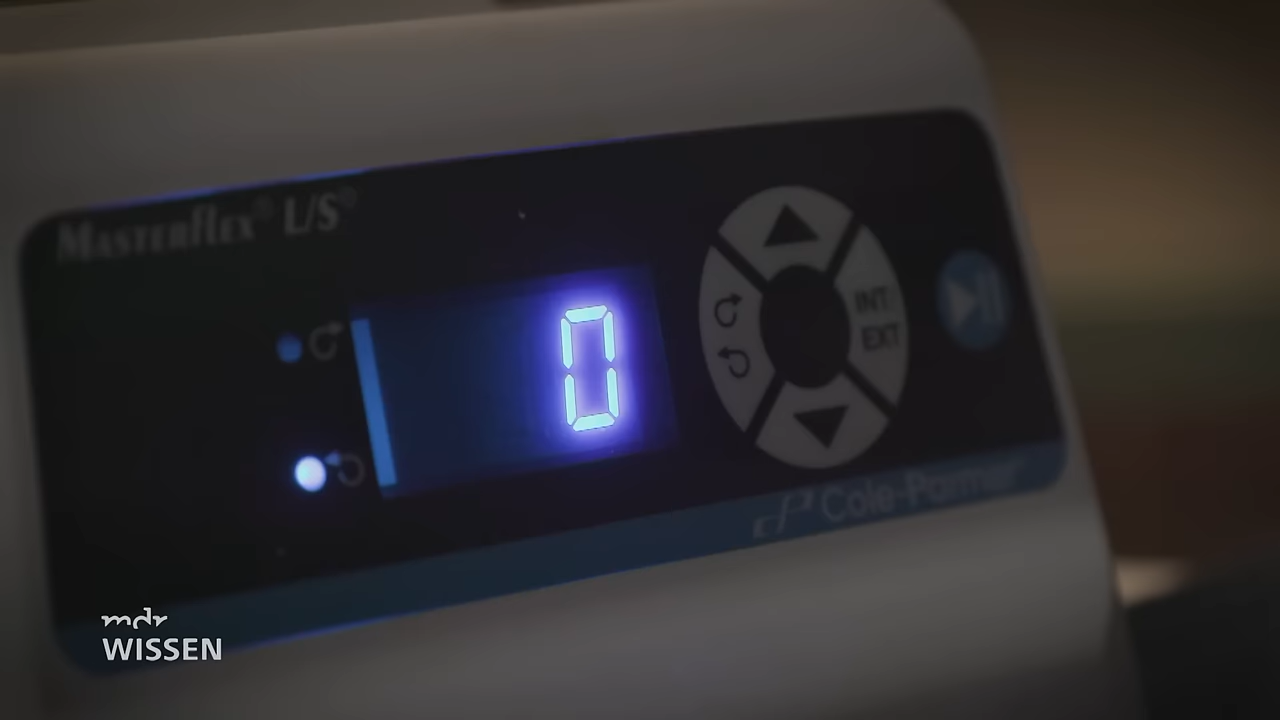 MASTERFLEX® L/S®
0
INT/
EXT
Cole-Parmer
mdr
WISSEN